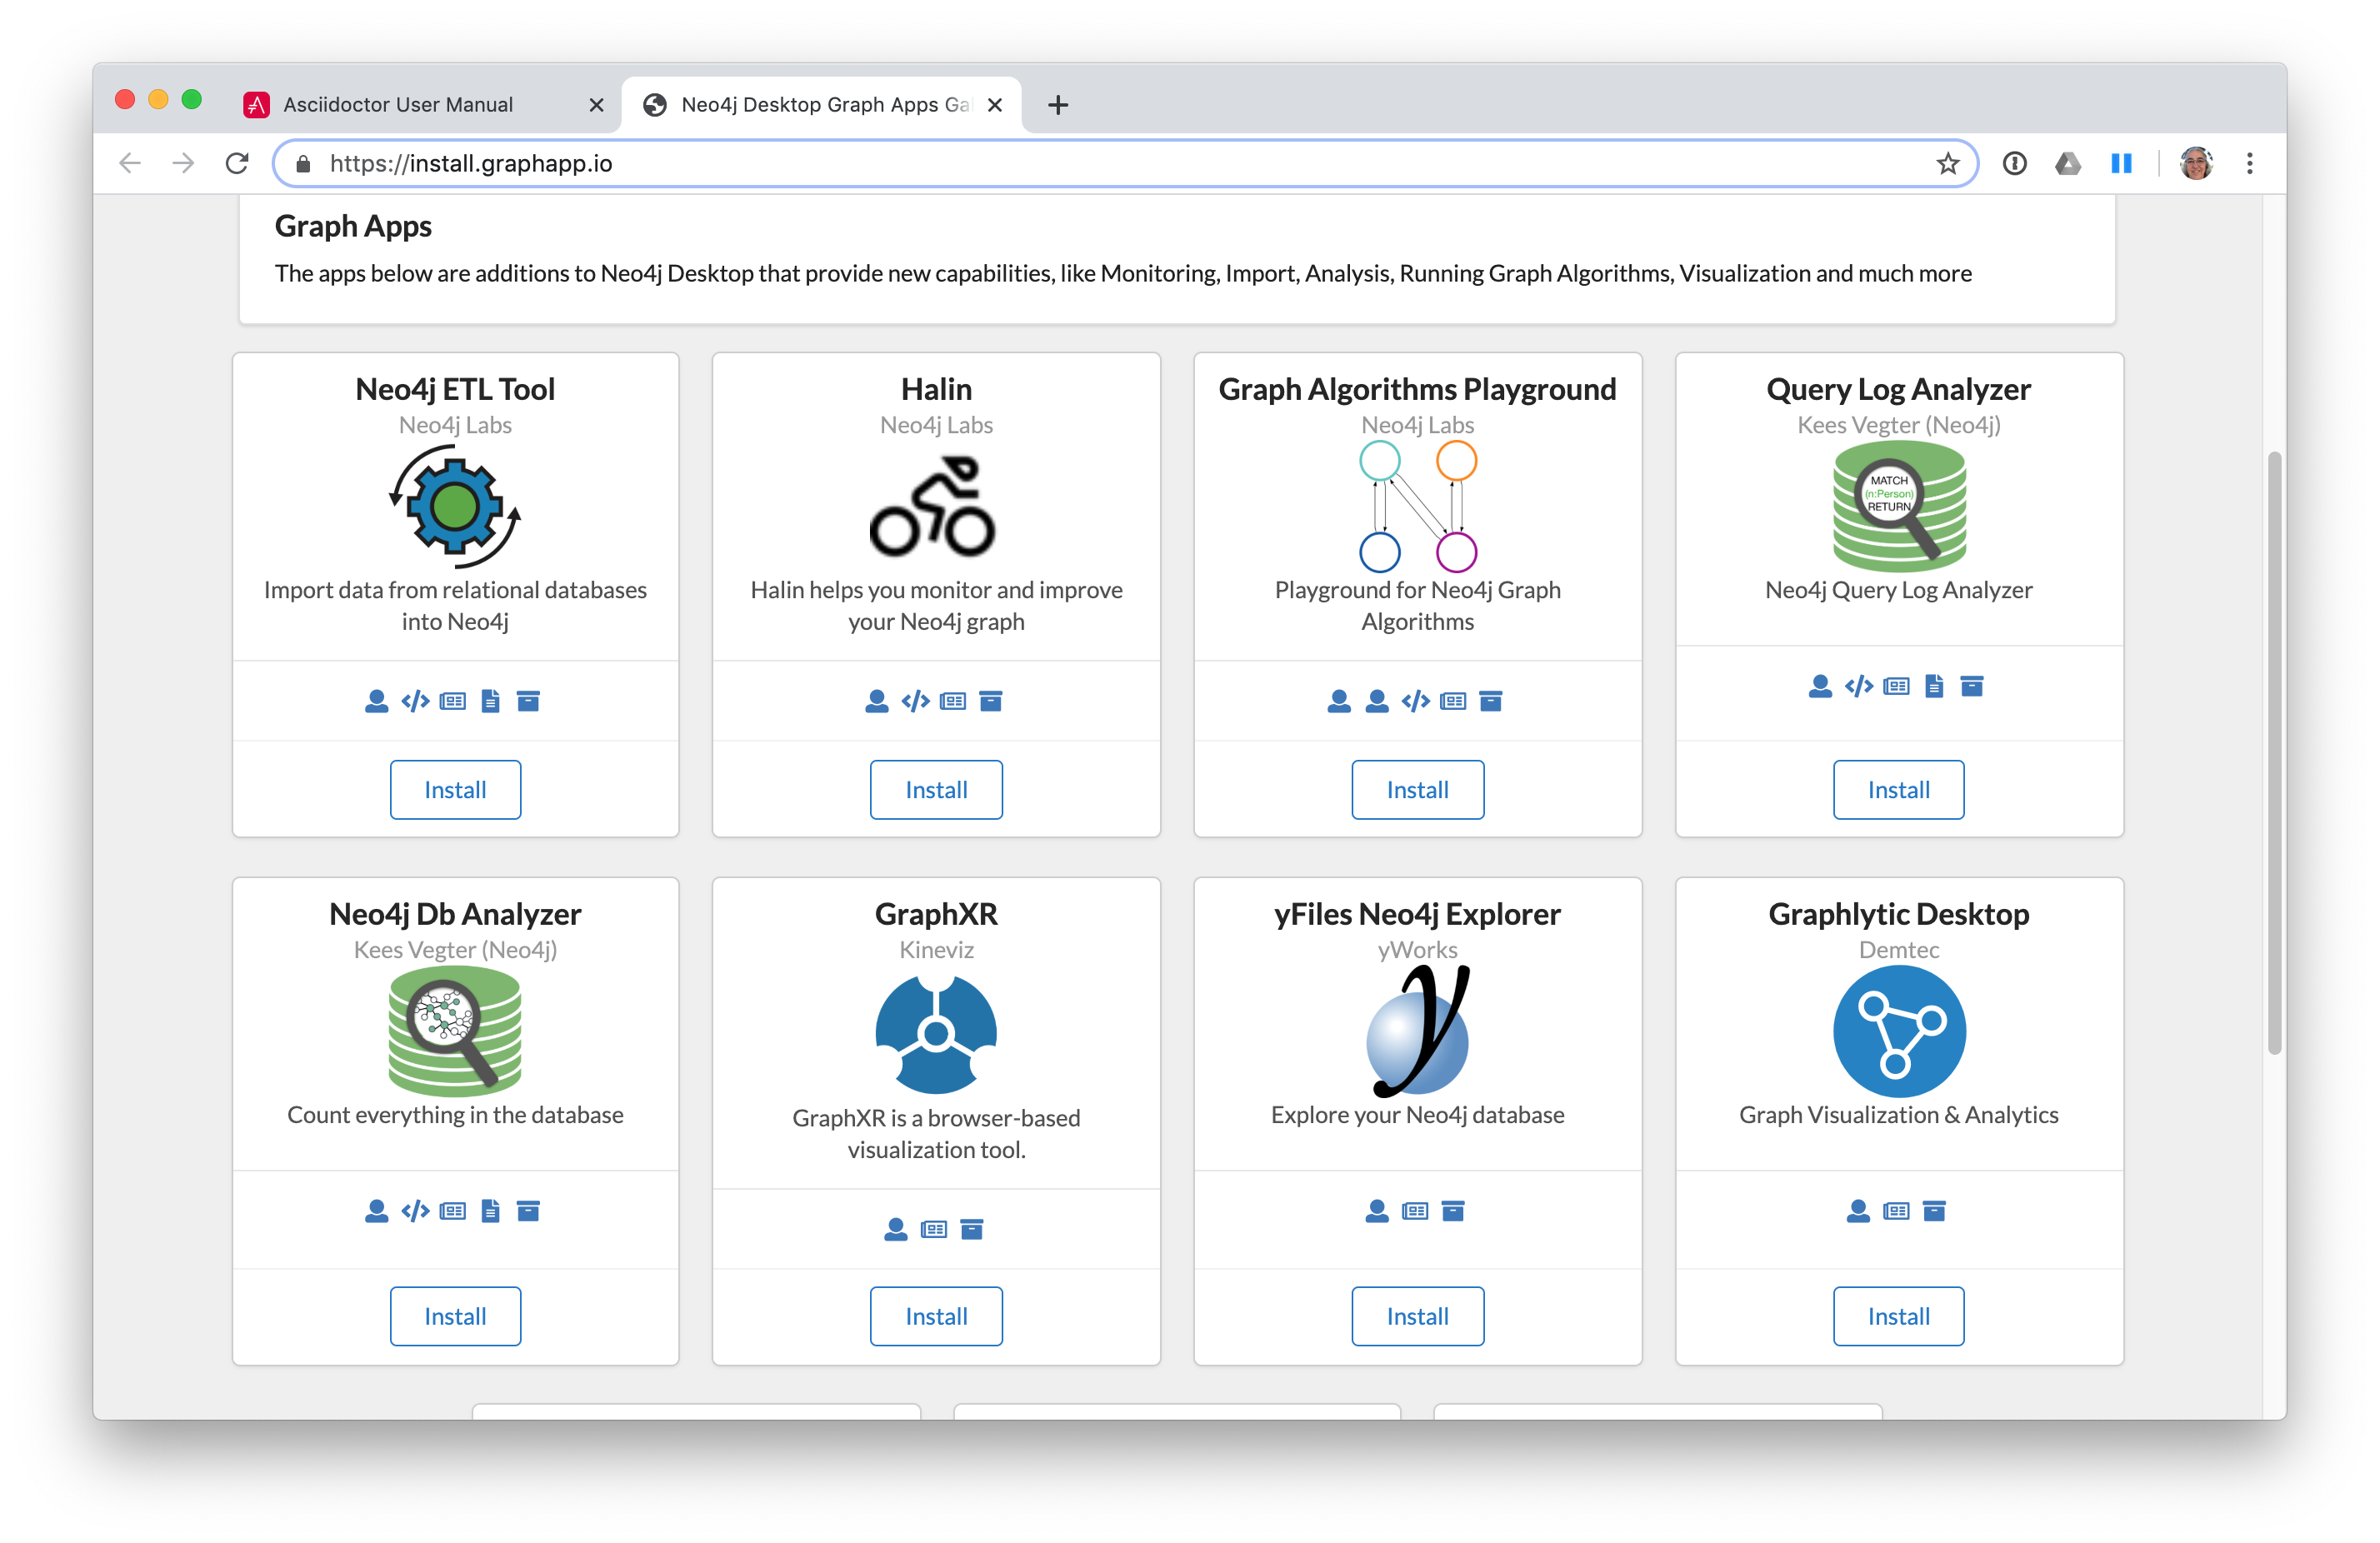 Asciidoctor User Manual
Neo4j Desktop Graph Apps Ga
https://install.graphapp.io
Graph Apps
The apps below are additions to Neo4j Desktop that provide new capabilities, like Monitoring, Import, Analysis, Running Graph Algorithms, Visualization and much more
Neo4j ETL Tool
Neo4j Labs
Import data from relational databases
into Neo4j
Install
Halin
Neo4j Labs
Halin helps you monitor and improve
your Neo4j graph
Install
Graph Algorithms Playground
Neo4j Labs
Playground for Neo4j Graph
Algorithms
Install
Query Log Analyzer
Kees Vegter (Neo4j)
MATCH
(n:Person)
RETURN
Neo4j Query Log Analyzer
Install
Neo4j Db Analyzer
Kees Vegter (Neo4j)
Count everything in the database
Install
GraphXR
Kineviz
GraphXR is a browser-based
visualization tool.
Install
yFiles Neo4j Explorer
yWorks
y
Explore your Neo4j database
Install
Graphlytic Desktop
Demtec
Graph Visualization & Analytics
Install